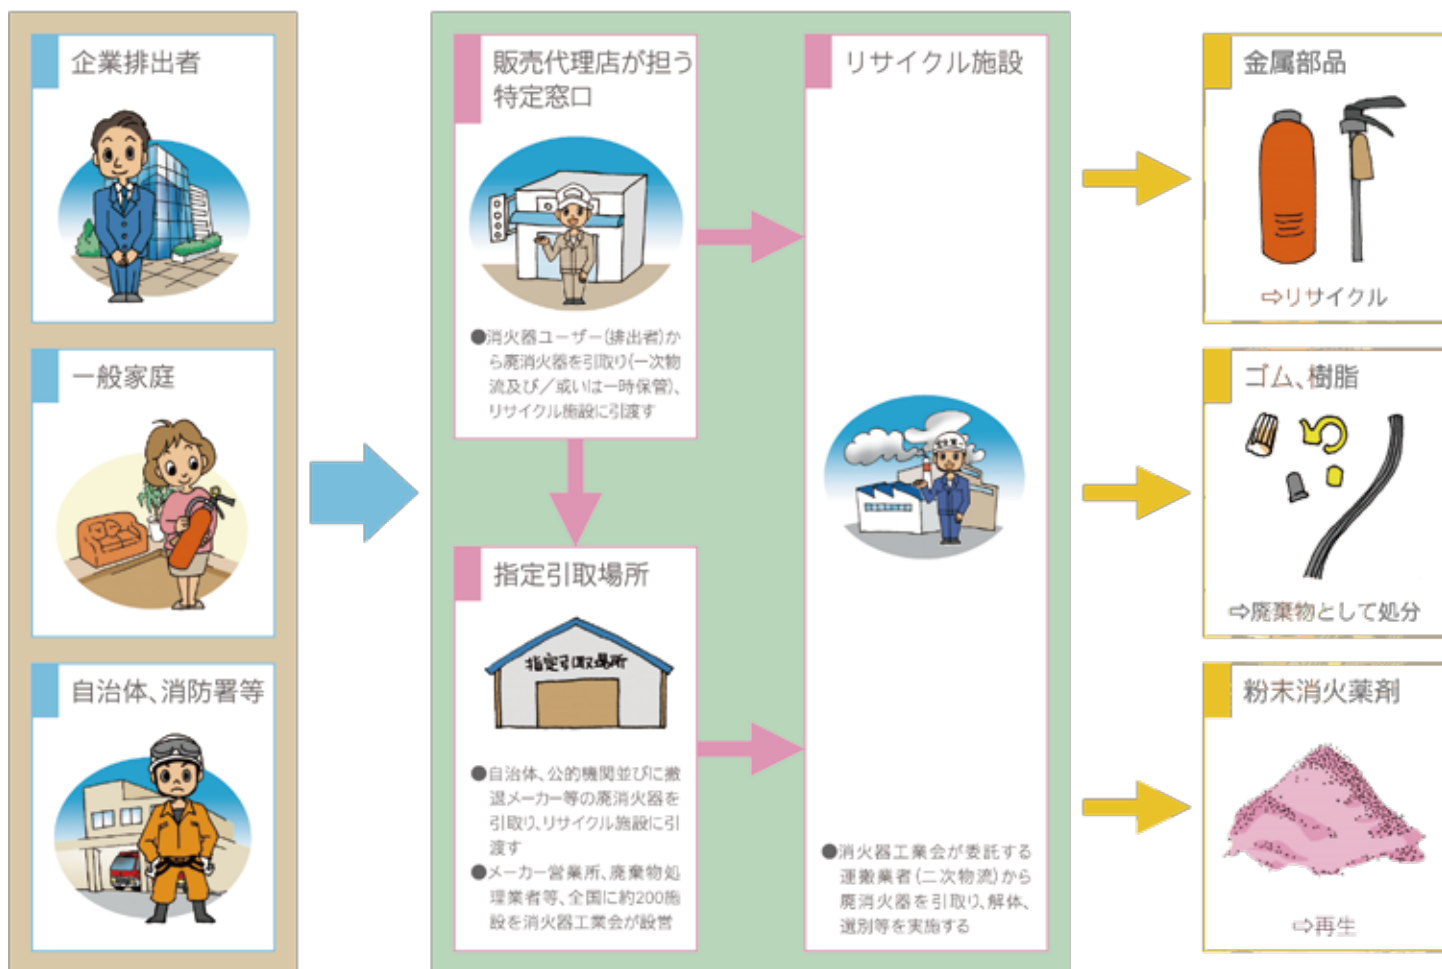 企業排出者
一般家庭
自治体、消防署等
販売代理店が担う
特定窓口
●消火器ユーザー(排出者)か
ら廃消火器を引取り(一次物
流及び／或いは一時保管)、
リサイクル施設に引渡す
指定引取場所
指定引取場所
●自治体、公的機関並びに撤
退メーカー等の廃消火器を
引取り、リサイクル施設に引
渡す
●メーカー営業所、廃棄物処
理業者等、全国に約200施
設を消火器工業会が設営
リサイクル施設
●消火器工業会が委託する
運搬業者(二次物流)から
廃消火器を引取り、解体、
選別等を実施する
金属部品
⇨リサイクル
ゴム、樹脂
⇨廃棄物として処分
粉末消火薬剤
⇨再生